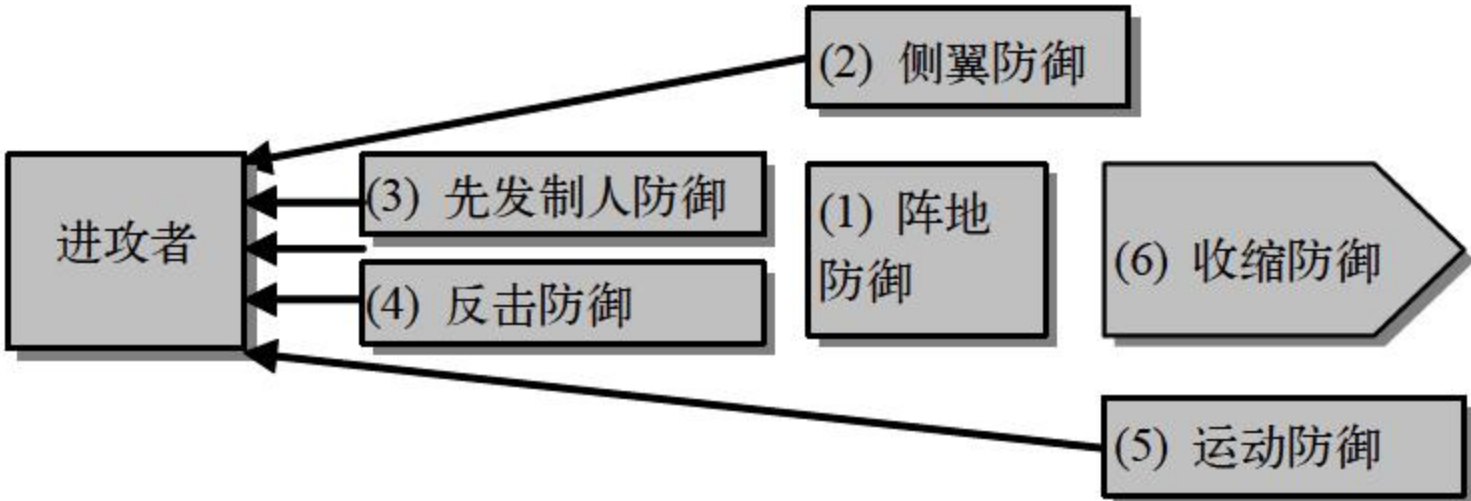 (2) 侧翼防御
进攻者
(3) 先发制人防御
(4) 反击防御
(1) 阵地
防御
(6) 收缩防御
(5) 运动防御